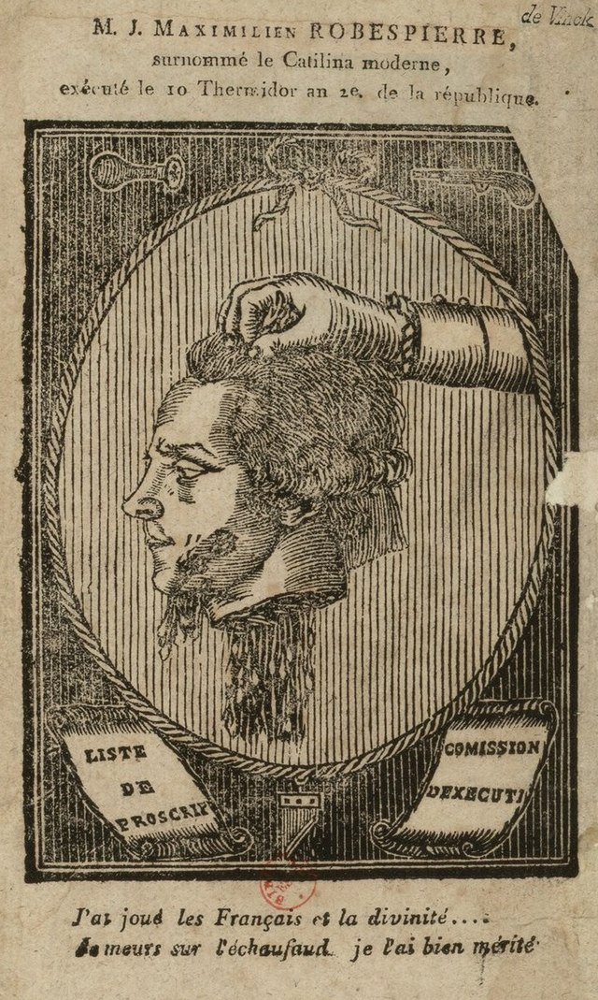 de Vinck
M. J. MAXIMILIEN ROBESPIERRE,
surnommé le Catilina moderne,
exécuté le 10 Thermidor an 2e. de la république.
LISTE
DE
PROSCRIP
COMISSION
DEXECUTI
J'ai joué les Français et la divinité....
Je meurs sur l'échaufaud je l'ai bien mérité